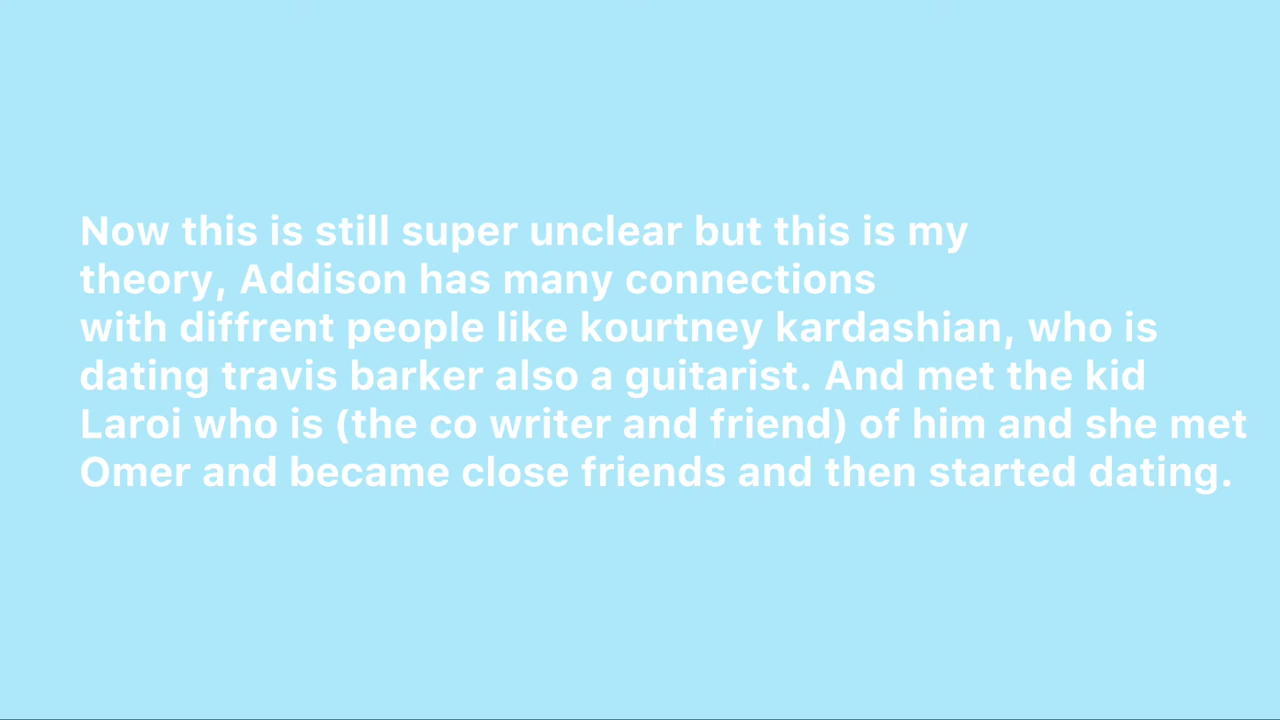 Now this is still super unclear but this is my
theory, Addison has many connections
with diffrent people like kourtney kardashian, who is
dating travis barker also a guitarist. And met the kid
Laroi who is (the co writer and friend) of him and she met
Omer and became close friends and then started dating.